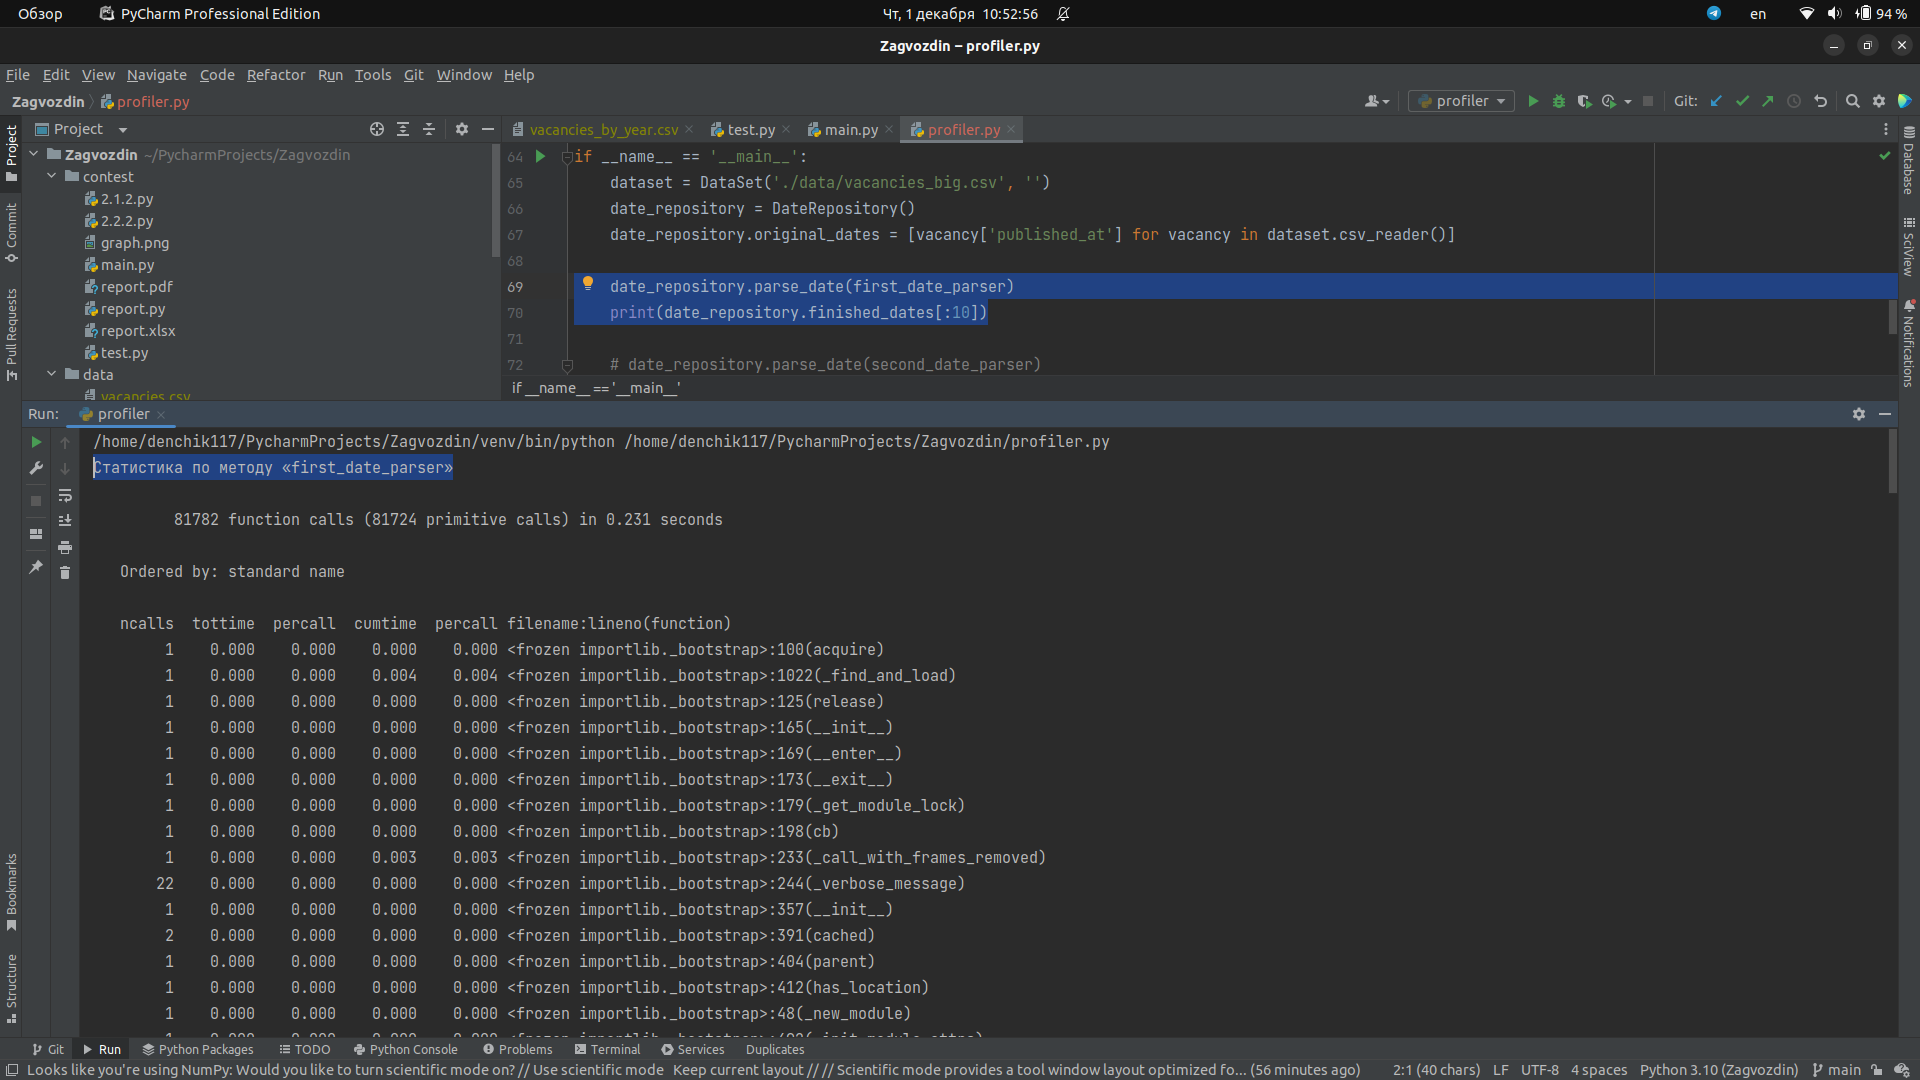 Обзор
PyCharm Professional Edition
Чт, 1 декабря 10:52:56
en
94 %
Zagvozdin – profiler.py
File Edit View Navigate Code Refactor Run Tools Git Window Help
Zagvozdin
profiler.py
profiler
Git:
Project
vacancies_by_year.csv
test.py
main.py
profiler.py
Zagvozdin ~/PycharmProjects/Zagvozdin
contest
2.1.2.py
2.2.2.py
graph.png
main.py
report.pdf
report.py
report.xlsx
test.py
data
vacancies.csv
Project
Commit
Pull Requests
Bookmarks
Structure
Database
SciView
Notifications
64 if __name__ == '__main__':
65 dataset = DataSet('./data/vacancies_big.csv', '')
66 date_repository = DateRepository()
67 date_repository.original_dates = [vacancy['published_at'] for vacancy in dataset.csv_reader()]
68
69 date_repository.parse_date(first_date_parser)
70 print(date_repository.finished_dates[:10])
71
72 # date_repository.parse_date(second_date_parser)
if __name__ == '__main__'
Run: profiler
/home/denchik117/PycharmProjects/Zagvozdin/venv/bin/python /home/denchik117/PycharmProjects/Zagvozdin/profiler.py
Статистика по методу «first_date_parser»
81782 function calls (81724 primitive calls) in 0.231 seconds
Ordered by: standard name
ncalls tottime percall cumtime percall filename:lineno(function)
1 0.000 0.000 0.000 0.000 <frozen importlib._bootstrap>:100(acquire)
1 0.000 0.000 0.004 0.004 <frozen importlib._bootstrap>:1022(_find_and_load)
1 0.000 0.000 0.000 0.000 <frozen importlib._bootstrap>:125(release)
1 0.000 0.000 0.000 0.000 <frozen importlib._bootstrap>:165(__init__)
1 0.000 0.000 0.000 0.000 <frozen importlib._bootstrap>:169(__enter__)
1 0.000 0.000 0.000 0.000 <frozen importlib._bootstrap>:173(__exit__)
1 0.000 0.000 0.000 0.000 <frozen importlib._bootstrap>:179(_get_module_lock)
1 0.000 0.000 0.000 0.000 <frozen importlib._bootstrap>:198(cb)
1 0.000 0.000 0.003 0.003 <frozen importlib._bootstrap>:233(_call_with_frames_removed)
22 0.000 0.000 0.000 0.000 <frozen importlib._bootstrap>:244(_verbose_message)
1 0.000 0.000 0.000 0.000 <frozen importlib._bootstrap>:357(__init__)
2 0.000 0.000 0.000 0.000 <frozen importlib._bootstrap>:391(cached)
1 0.000 0.000 0.000 0.000 <frozen importlib._bootstrap>:404(parent)
1 0.000 0.000 0.000 0.000 <frozen importlib._bootstrap>:412(has_location)
1 0.000 0.000 0.000 0.000 <frozen importlib._bootstrap>:48(_new_module)
Git Run Python Packages TODO Python Console Problems Terminal Services Duplicates
Looks like you're using NumPy: Would you like to turn scientific mode on? // Use scientific mode Keep current layout // // Scientific mode provides a tool window layout optimized fo... (56 minutes ago) 2:1 (40 chars) LF UTF-8 4 spaces Python 3.10 (Zagvozdin) main